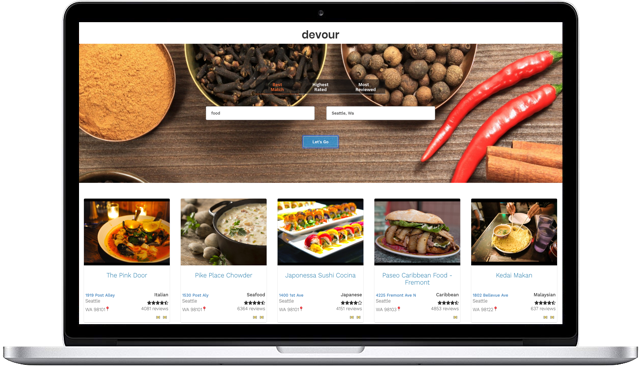 devour
Best Match
Highest Rated
Most Reviewed
food
Seattle, Wa
Let's Go
The Pink Door
1919 Post Alley
Italian
Seattle
WA 98101
4081 reviews
Pike Place Chowder
1530 Post Aly
Seafood
Seattle
WA 98101
6364 reviews
Japonessa Sushi Cocina
1400 1st Ave
Japanese
Seattle
WA 98101
4151 reviews
Paseo Caribbean Food -
Fremont
4225 Fremont Ave N
Caribbean
Seattle
WA 98103
4653 reviews
Kedai Makan
1802 Bellevue Ave
Malaysian
Seattle
WA 98122
637 reviews